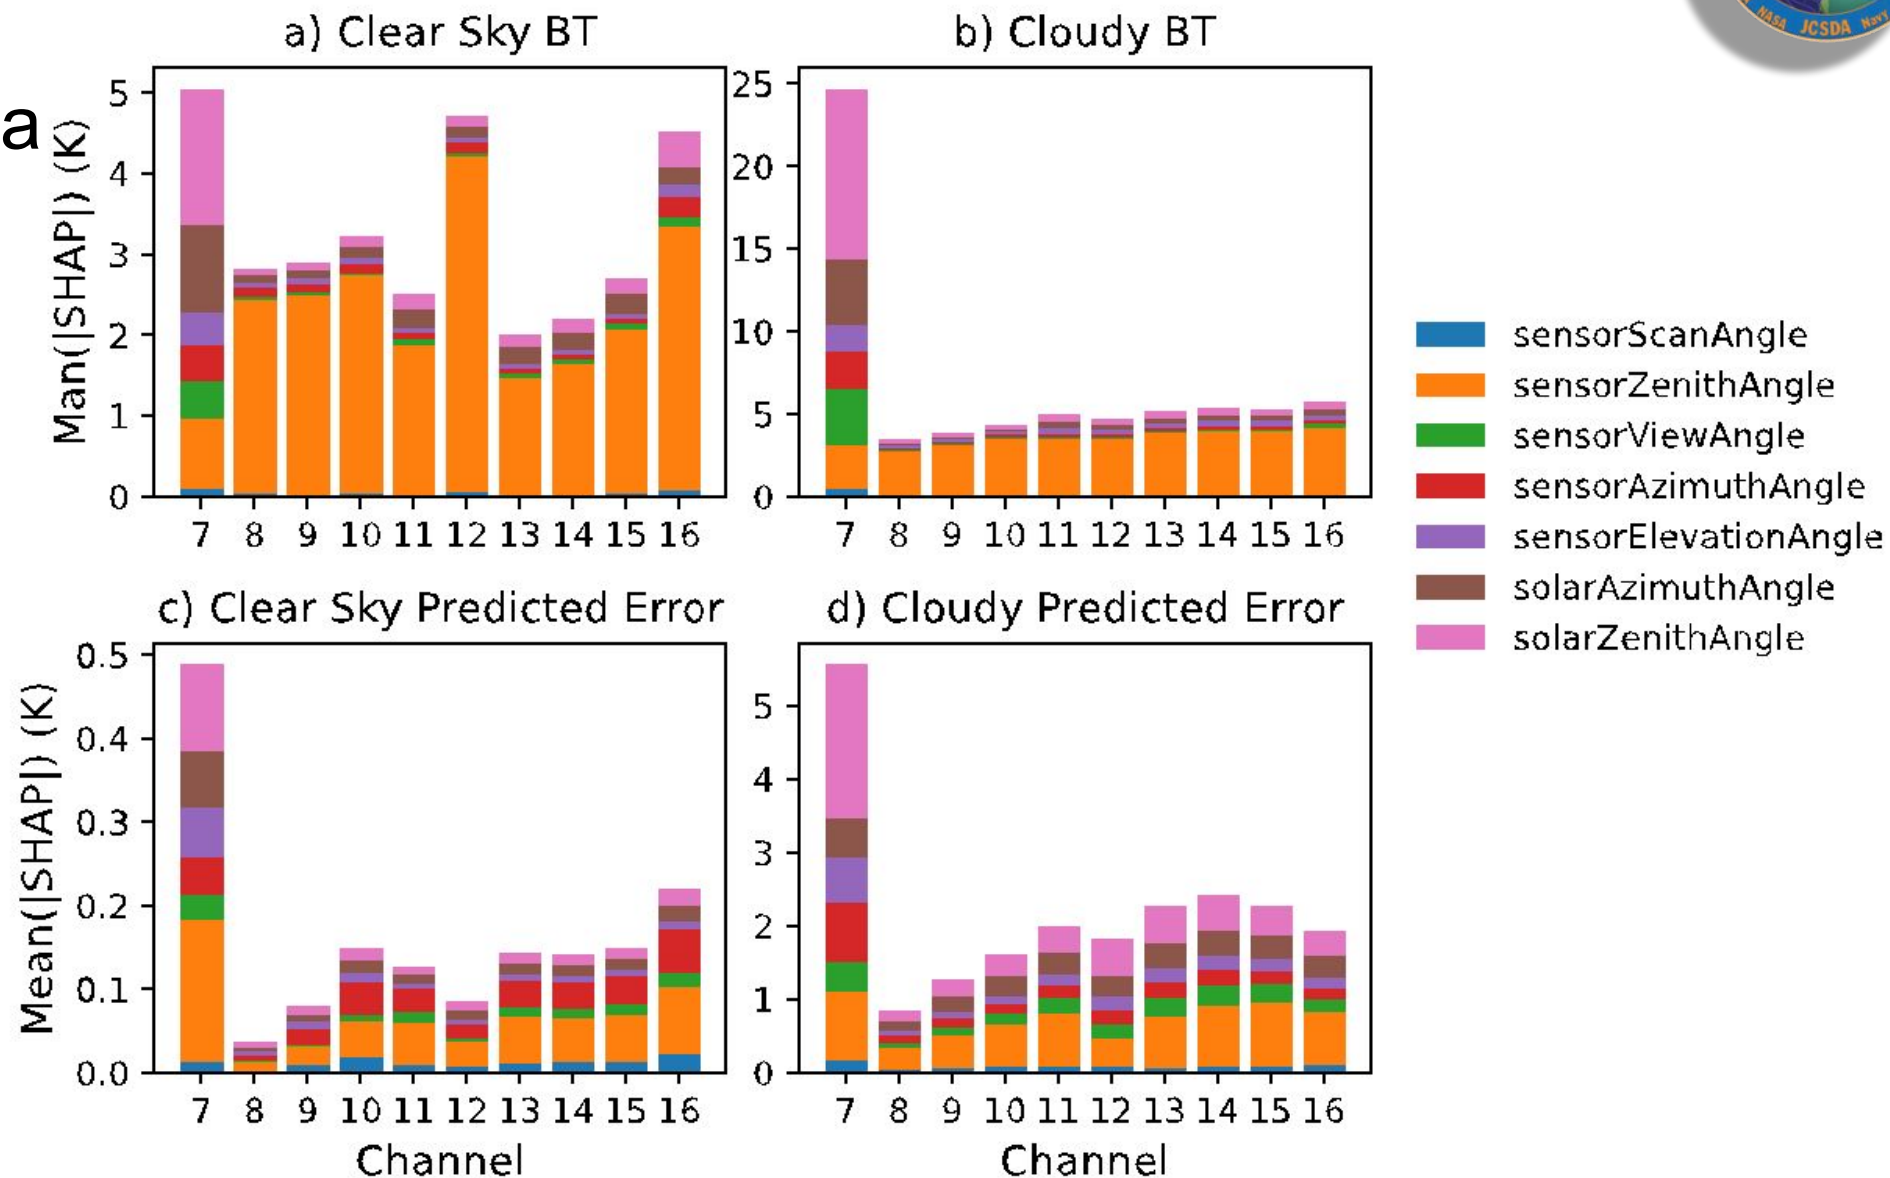 a) Clear Sky BT
b) Cloudy BT
NASA JCSDA Navy
a
Man(|SHAP|) (K)
5
4
3
2
1
0
7 8 9 10 11 12 13 14 15 16
25
20
15
10
5
0
7 8 9 10 11 12 13 14 15 16
sensorScanAngle
sensorZenithAngle
sensorViewAngle
sensorAzimuthAngle
sensorElevationAngle
solarAzimuthAngle
solarZenithAngle
c) Clear Sky Predicted Error
d) Cloudy Predicted Error
Mean(|SHAP|) (K)
0.5
0.4
0.3
0.2
0.1
0.0
7 8 9 10 11 12 13 14 15 16
Channel
5
4
3
2
1
0
7 8 9 10 11 12 13 14 15 16
Channel